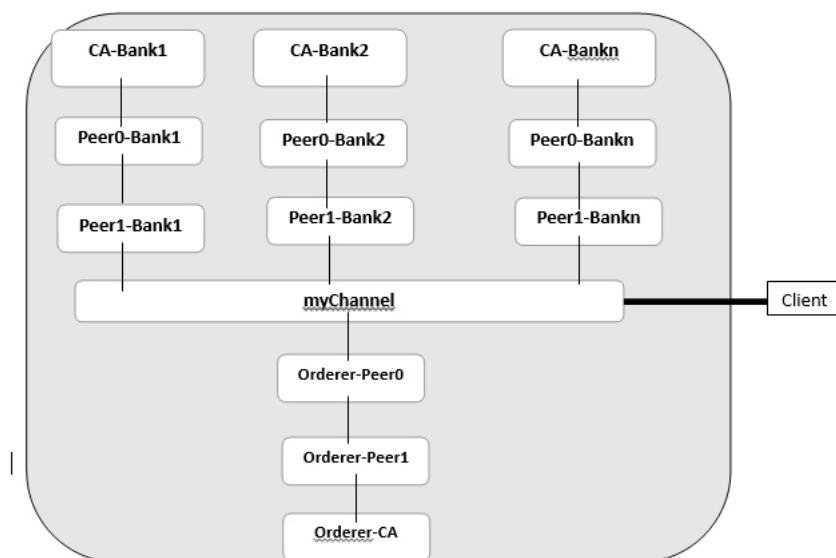 CA-Bank1
CA-Bank2
CA-Bankn
Peer0-Bank1
Peer0-Bank2
Peer0-Bankn
Peer1-Bank1
Peer1-Bank2
Peer1-Bankn
myChannel
Client
Orderer-Peer0
Orderer-Peer1
Orderer-CA